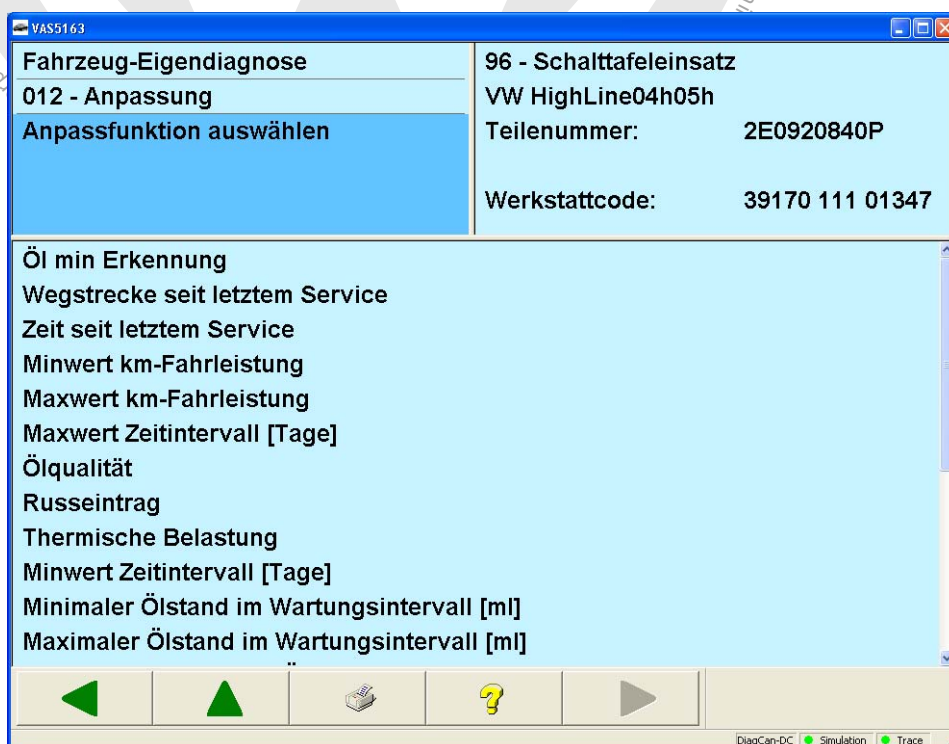 VAS5163
Fahrzeug-Eigendiagnose
012 - Anpassung
Anpassfunktion auswählen
96 - Schalttafeleinsatz
VW HighLine04h05h
Teilenummer: 2E0920840P
Werkstattcode: 39170 111 01347
Öl min Erkennung
Wegstrecke seit letztem Service
Zeit seit letztem Service
Minwert km-Fahrleistung
Maxwert km-Fahrleistung
Maxwert Zeitintervall [Tage]
Ölqualität
Russeintrag
Thermische Belastung
Minwert Zeitintervall [Tage]
Minimaler Ölstand im Wartungsintervall [ml]
Maximaler Ölstand im Wartungsintervall [ml]
DiagCan-DC Simulation Trace